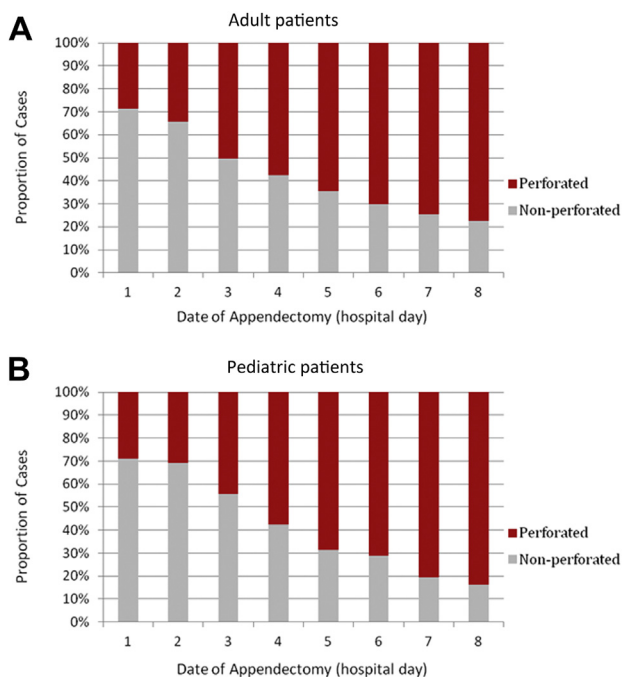 A
Adult patients
Proportion of Cases
100%
90%
80%
70%
60%
50%
40%
30%
20%
10%
0%
1 2 3 4 5 6 7 8
Date of Appendectomy (hospital day)
Perforated
Non-perforated
B
Pediatric patients
Proportion of Cases
100%
90%
80%
70%
60%
50%
40%
30%
20%
10%
0%
1 2 3 4 5 6 7 8
Date of Appendectomy (hospital day)
Perforated
Non-perforated